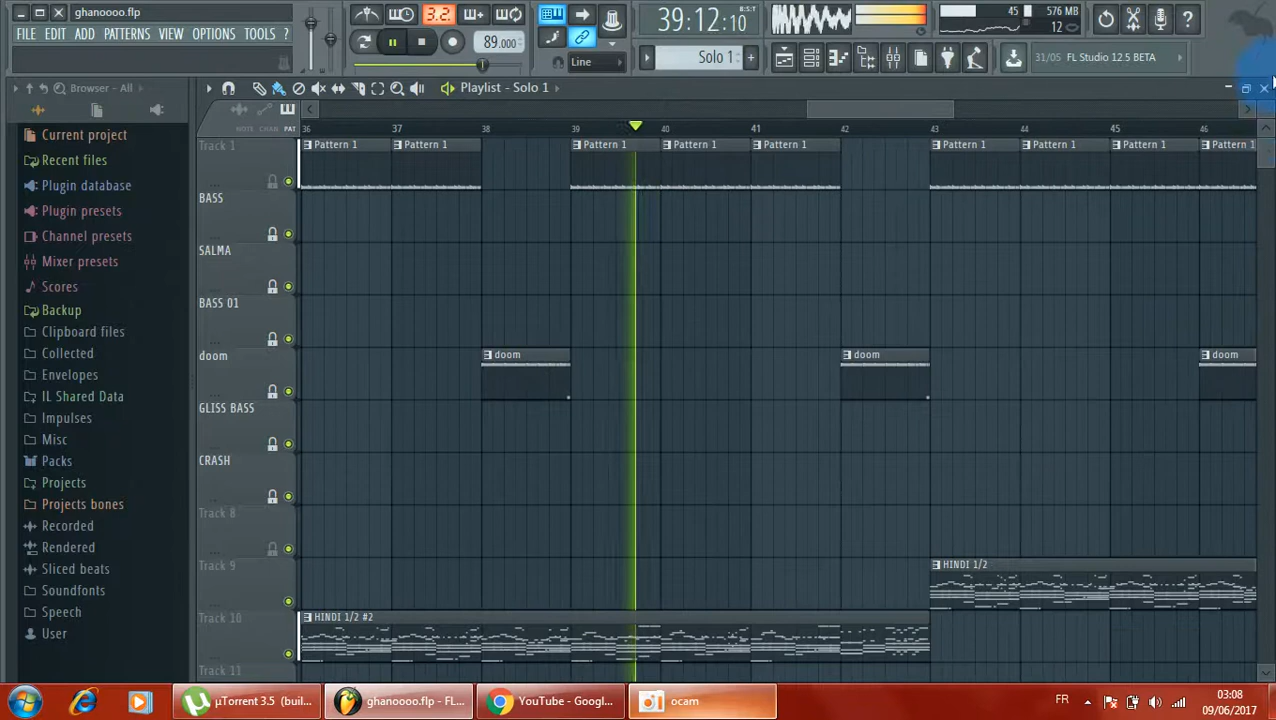 ghanoooo.flp
FILE EDIT ADD PATTERNS VIEW OPTIONS TOOLS ?
3.2.
89.000
Line
39:12:10
B:S:T
Solo 1
45
576 MB
12
31/05 FL Studio 12.5 BETA
Browser - All
Playlist - Solo 1
NOTE CHAN PAT
36 37 38 39 40 41 42 43 44 45 46
Current project
Recent files
Plugin database
Plugin presets
Channel presets
Mixer presets
Scores
Backup
Clipboard files
Collected
Envelopes
IL Shared Data
Impulses
Misc
Packs
Projects
Projects bones
Recorded
Rendered
Sliced beats
Soundfonts
Speech
User
Track 1
Pattern 1 Pattern 1 Pattern 1 Pattern 1 Pattern 1 Pattern 1 Pattern 1 Pattern 1 Pattern 1
BASS
SALMA
BASS 01
doom
doom doom doom
GLISS BASS
CRASH
Track 8
Track 9
HINDI 1/2
Track 10
HINDI 1/2 #2
Track 11
µTorrent 3.5 (buil...
ghanoooo.flp - FL...
YouTube - Googl...
ocam
FR
03:08
09/06/2017